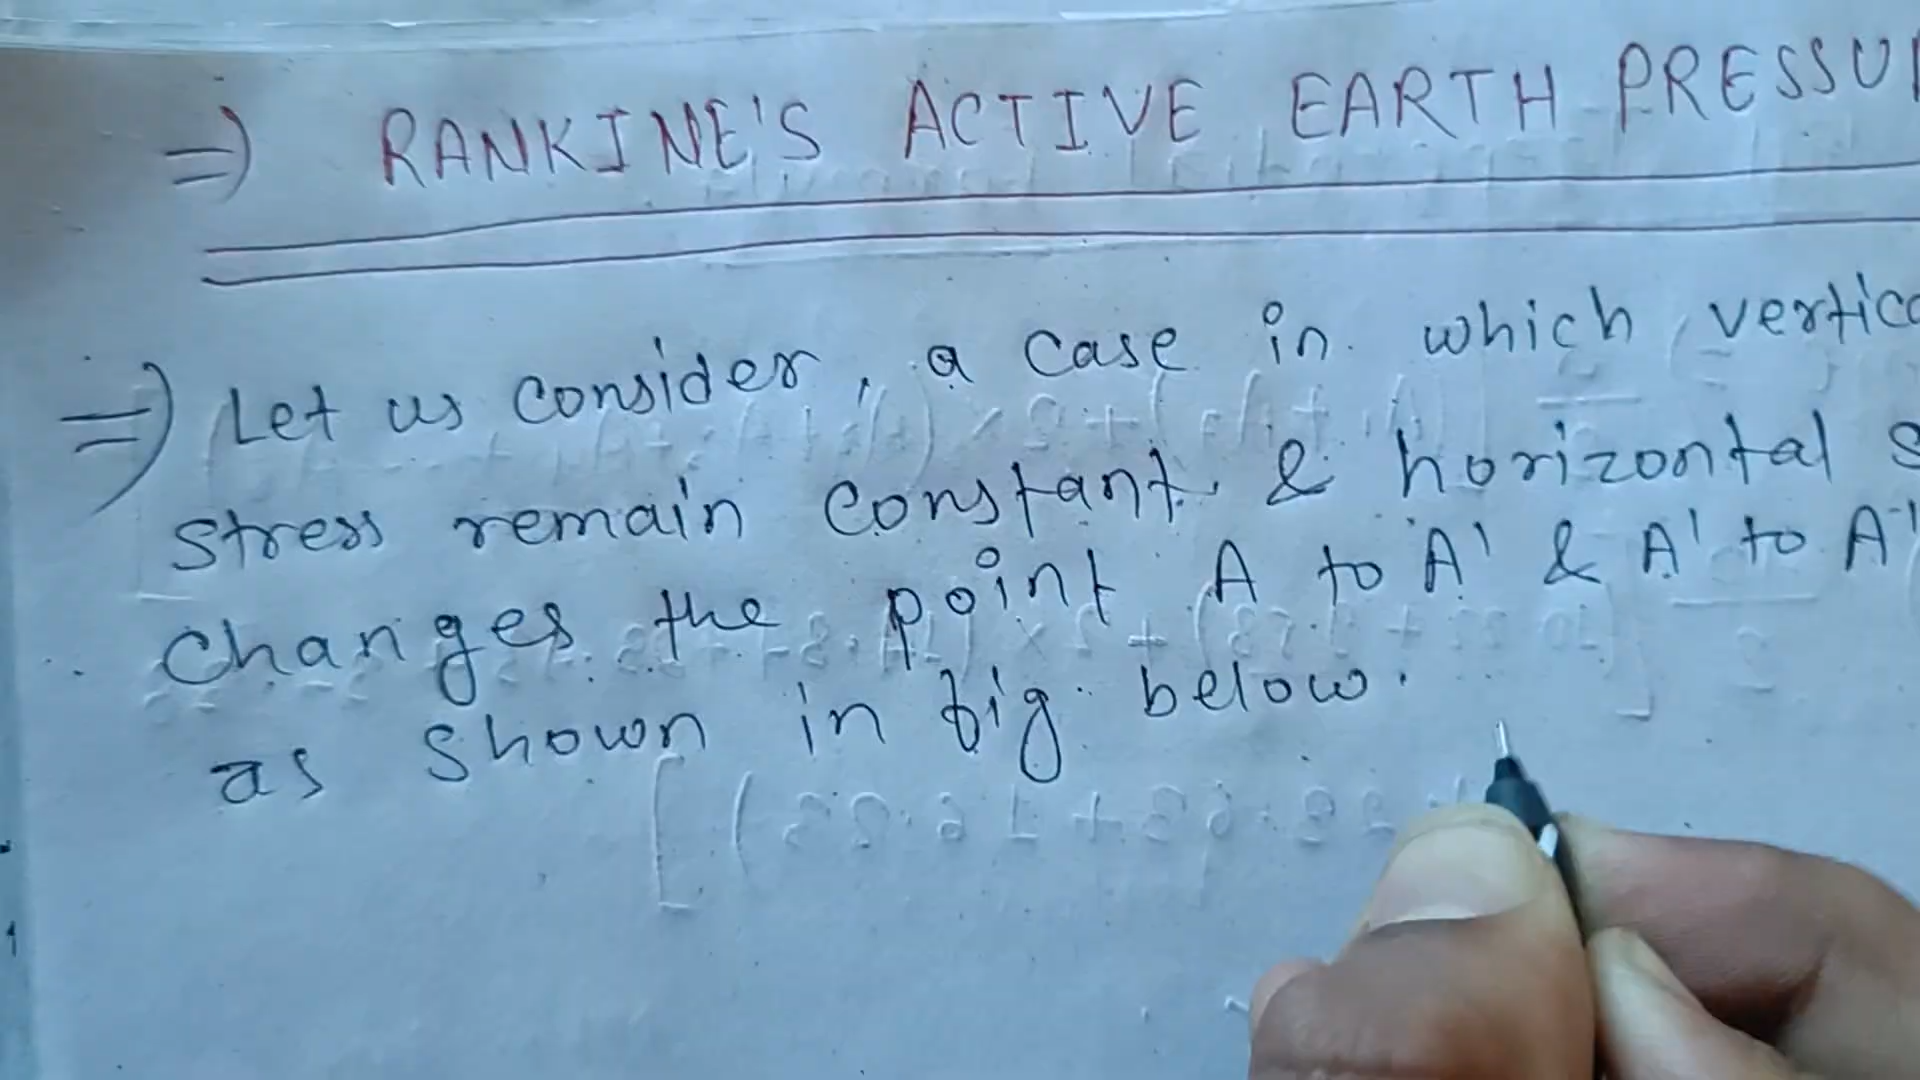 =) RANKINE'S ACTIVE EARTH PRESSU
=) Let us consider, a case in which vertic
stress remain constant & horizontal s
changes the point A to A' & A' to A'
as shown in fig. below.